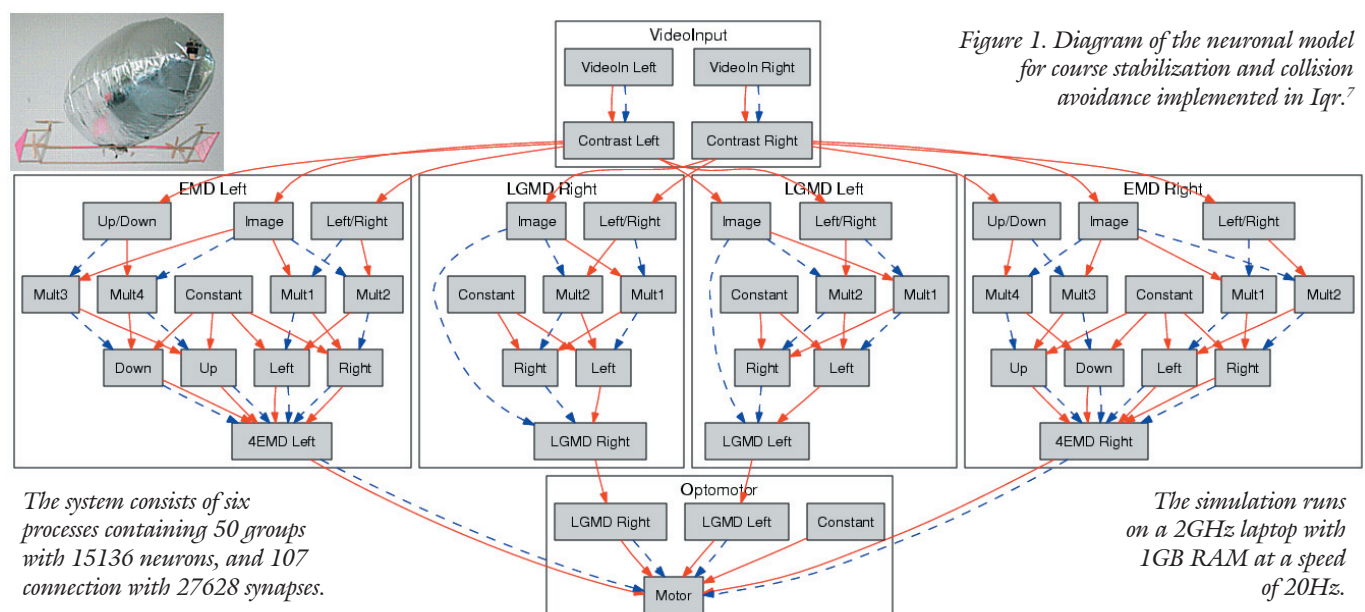 Figure 1. Diagram of the neuronal model
for course stabilization and collision
avoidance implemented in Iqr.7
VideoInput
VideoIn Left
VideoIn Right
Contrast Left
Contrast Right
EMD Left
Up/Down
Image
Left/Right
Mult3
Mult4
Constant
Mult1
Mult2
Down
Up
Left
Right
4EMD Left
LGMD Right
Image
Left/Right
Constant
Mult2
Mult1
Right
Left
LGMD Right
LGMD Left
Image
Left/Right
Constant
Mult2
Mult1
Right
Left
LGMD Left
EMD Right
Up/Down
Image
Left/Right
Mult4
Mult3
Constant
Mult1
Mult2
Up
Down
Left
Right
4EMD Right
Optomotor
LGMD Right
LGMD Left
Constant
Motor
The system consists of six
processes containing 50 groups
with 15136 neurons, and 107
connection with 27628 synapses.
The simulation runs
on a 2GHz laptop with
1GB RAM at a speed
of 20Hz.